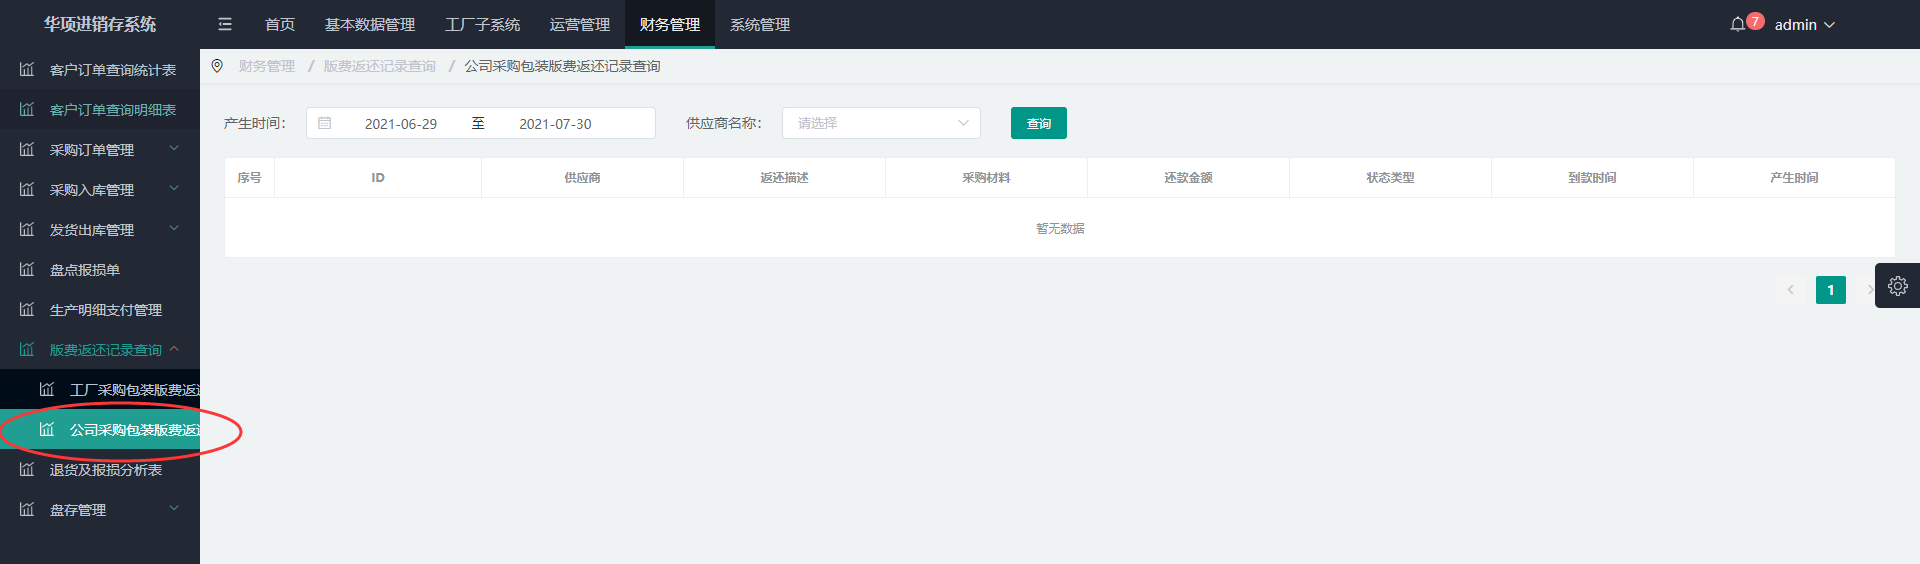 华项进销存系统
首页 基本数据管理 工厂子系统 运营管理 财务管理 系统管理
7 admin
客户订单查询统计表
客户订单查询明细表
采购订单管理
采购入库管理
发货出库管理
盘点报损单
生产明细支付管理
版费返还记录查询
工厂采购包装版费返
公司采购包装版费返
退货及报损分析表
盘存管理
财务管理 / 版费返还记录查询 / 公司采购包装版费返还记录查询
产生时间： 2021-06-29 至 2021-07-30 供应商名称： 请选择 查询
序号 ID 供应商 返还描述 采购材料 还款金额 状态类型 到款时间 产生时间
暂无数据
1